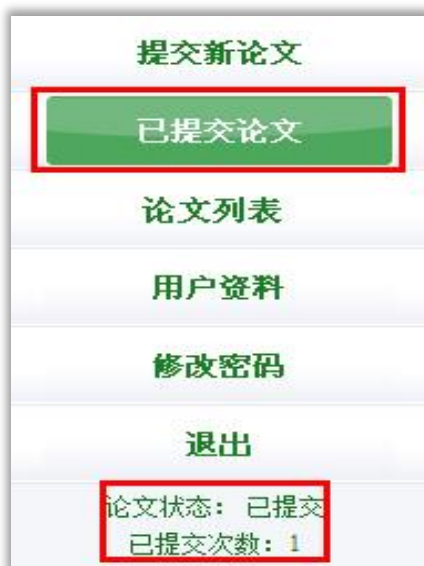 提交新论文
已提交论文
论文列表
用户资料
修改密码
退出
论文状态： 已提交
已提交次数：1